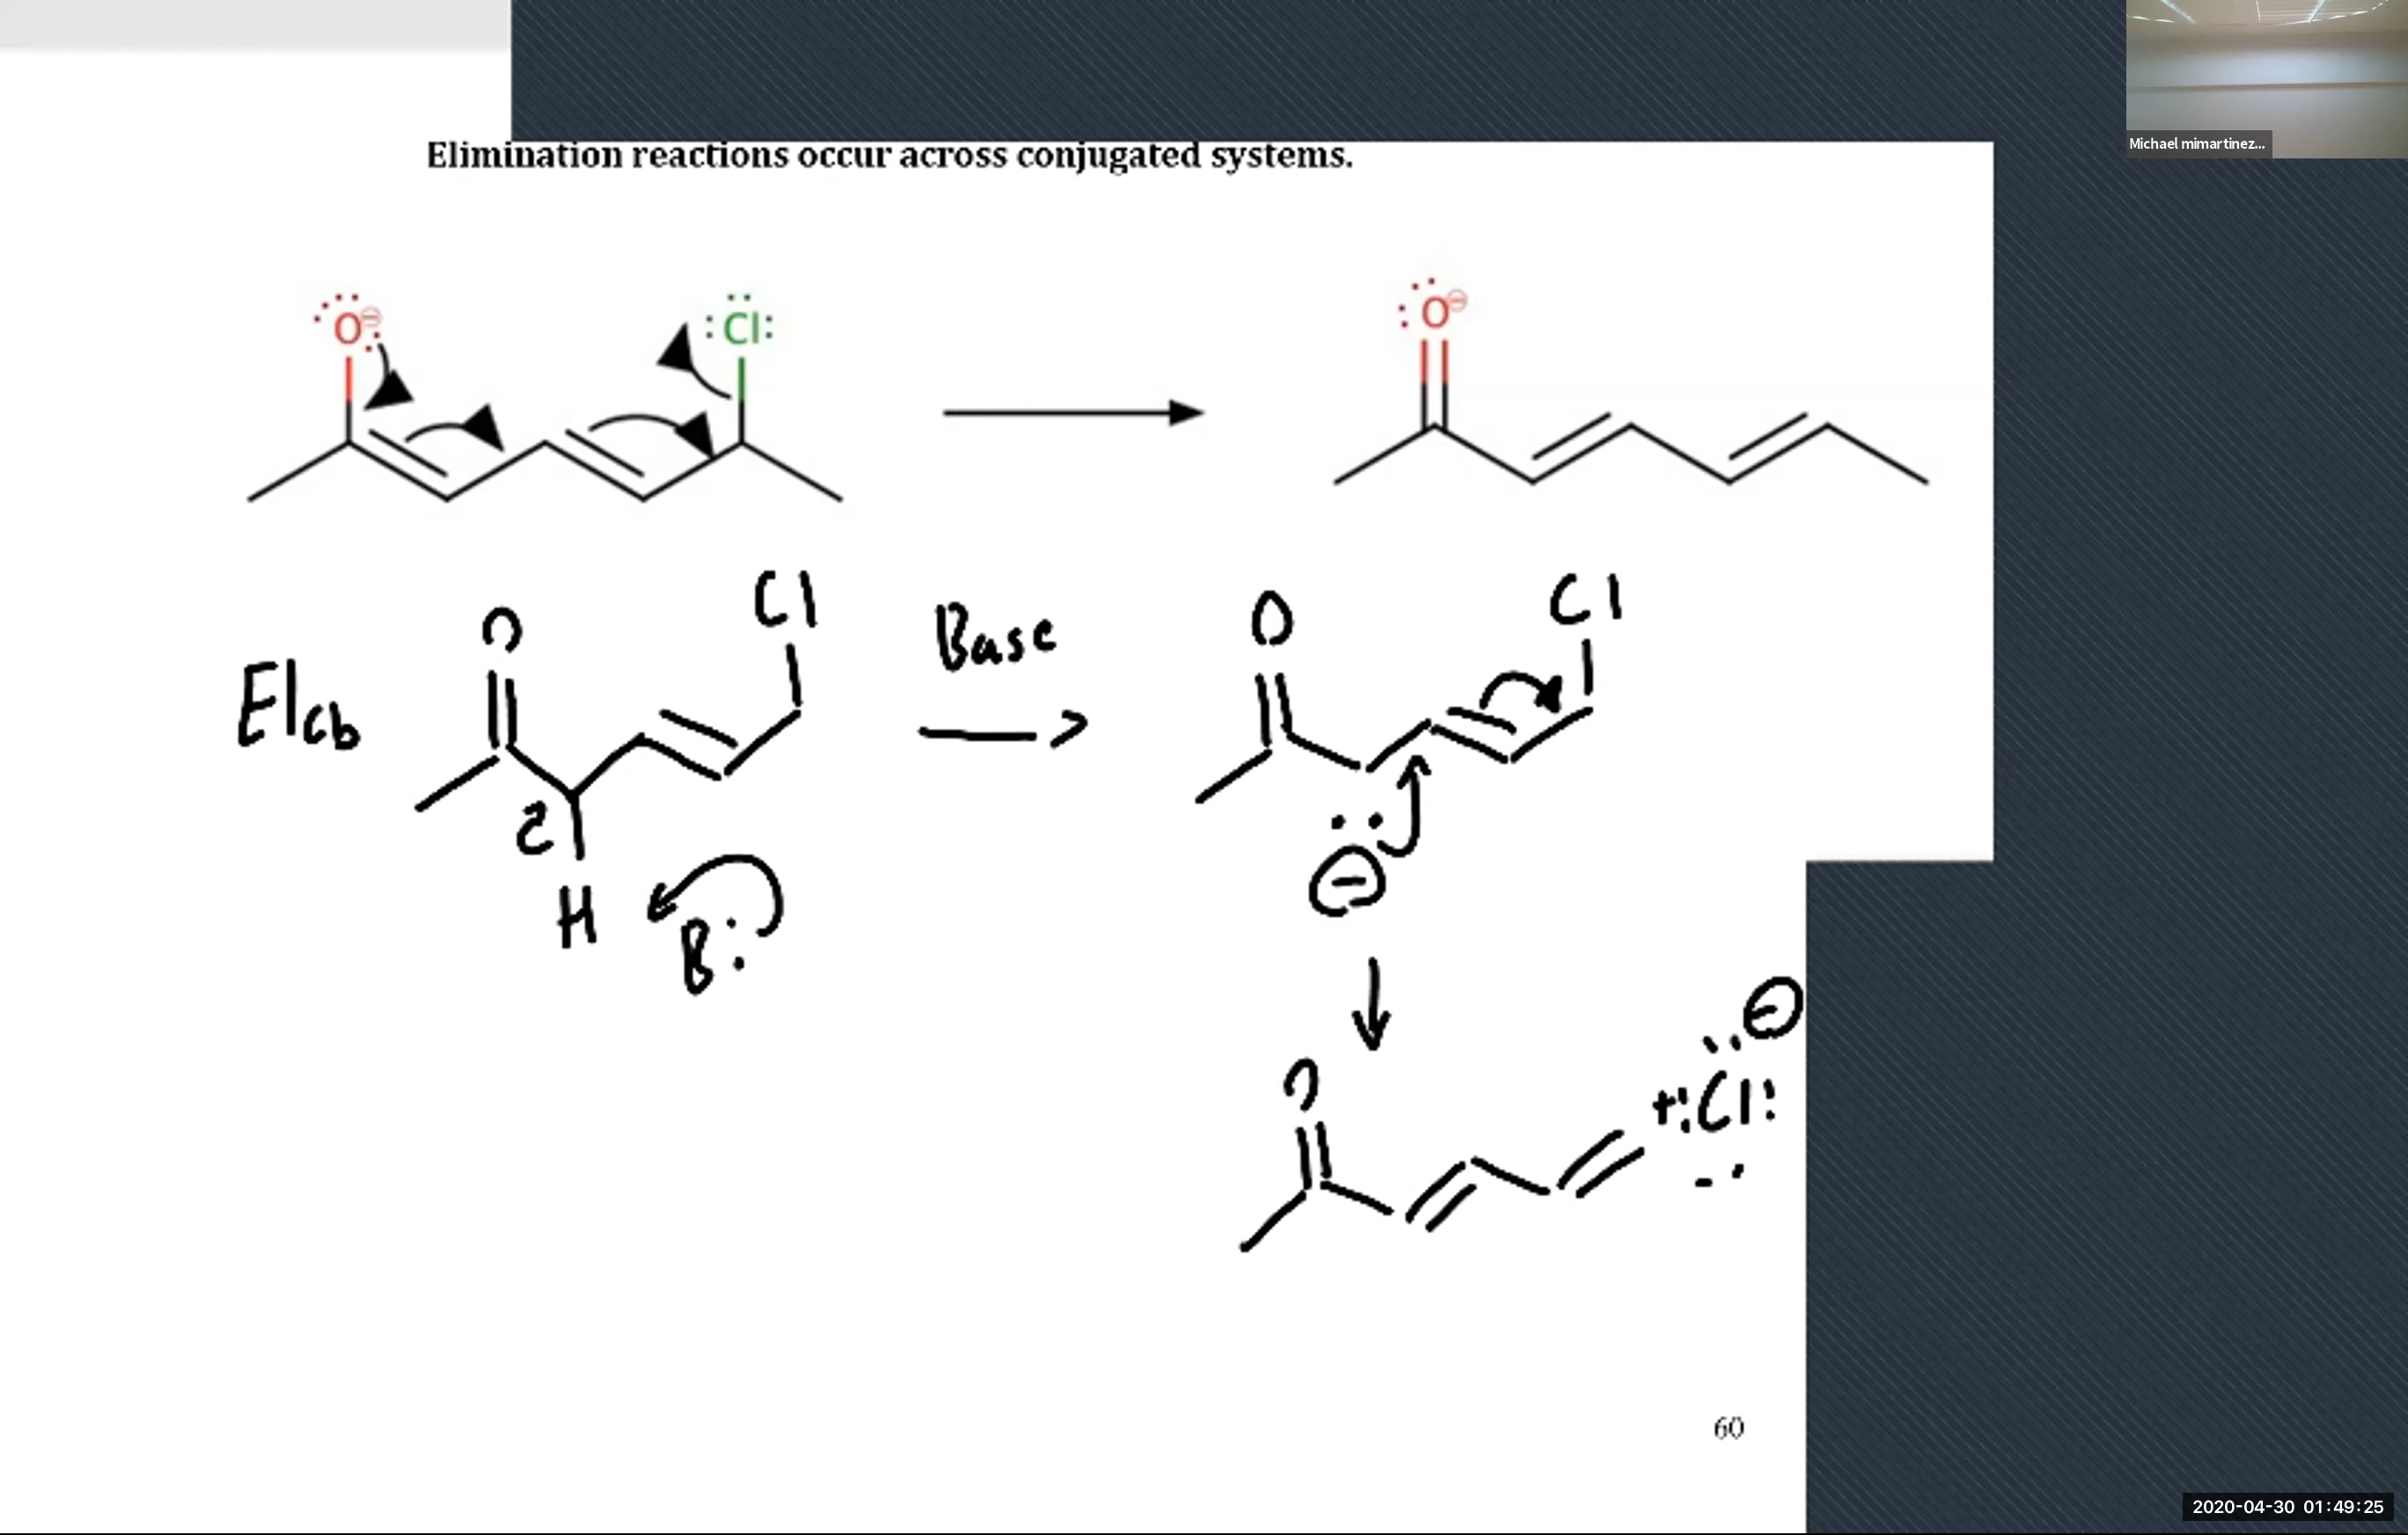 Michael mimartinez...
Elimination reactions occur across conjugated systems.
:O:⊖
:Cl:
:O⊖
O
Cl
E1cb
Base
O
Cl
2
H
B:
⊖
⊖
O
+:Cl:
60
2020-04-30 01:49:25